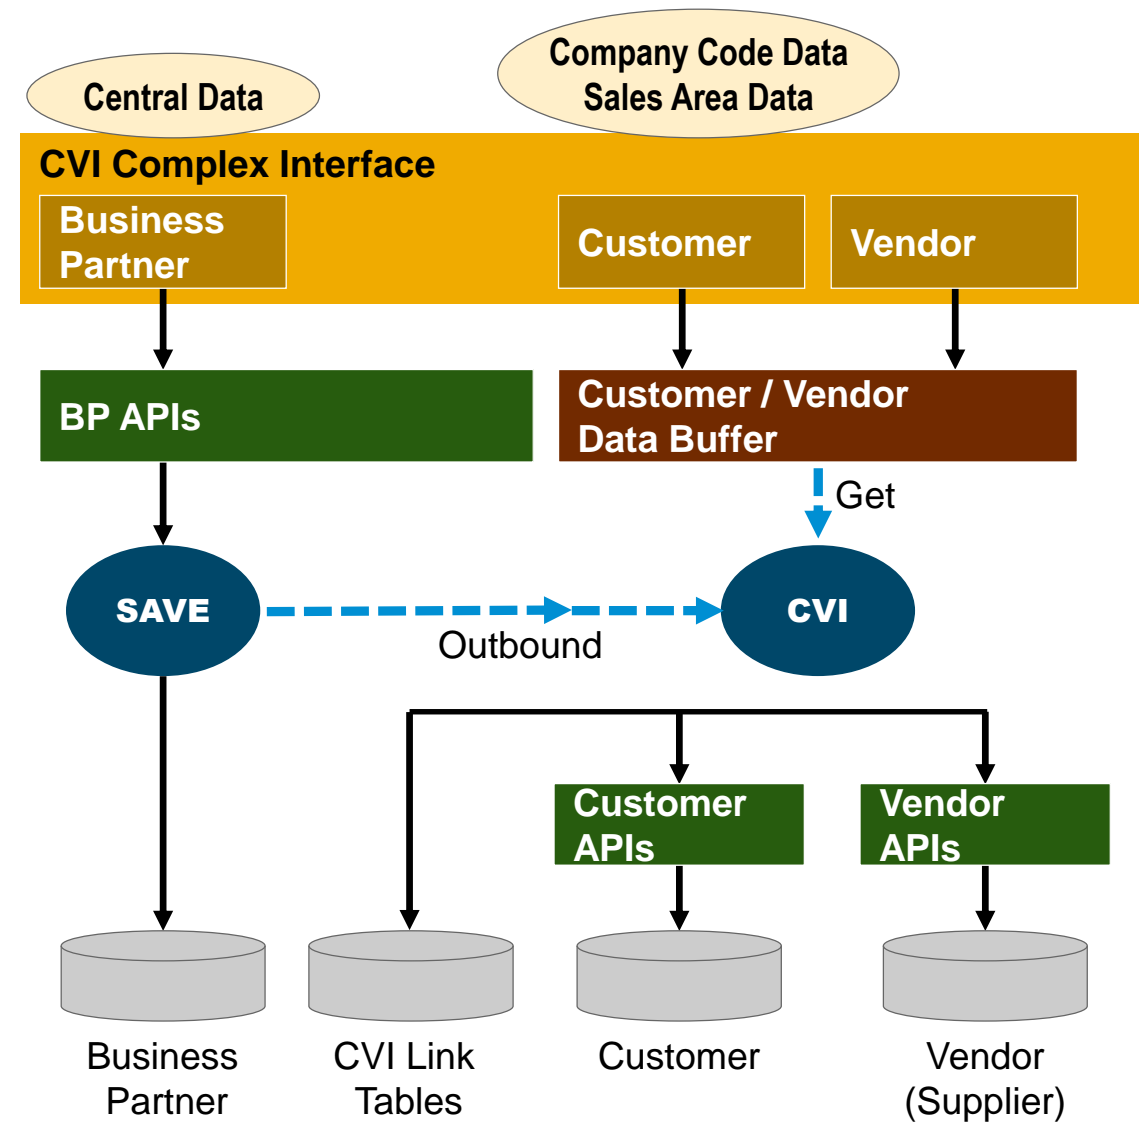 Central Data
Company Code Data
Sales Area Data
CVI Complex Interface
Business
Partner
Customer
Vendor
BP APIs
Customer / Vendor
Data Buffer
Get
SAVE
CVI
Outbound
Customer
APIs
Vendor
APIs
Business
Partner
CVI Link
Tables
Customer
Vendor
(Supplier)